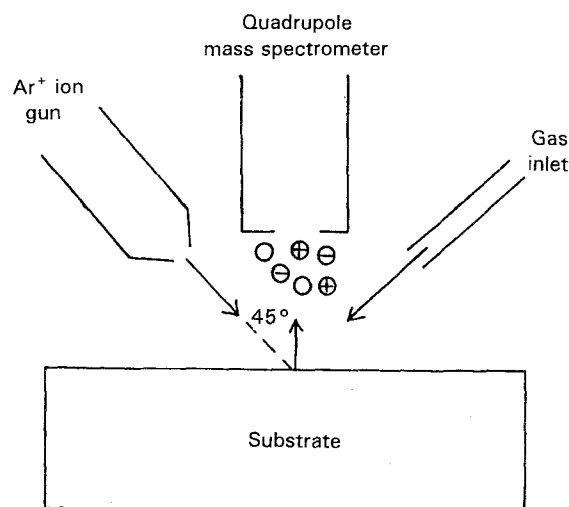 Quadrupole
mass spectrometer
Ar⁺ ion
gun
Gas
inlet
45°
Substrate